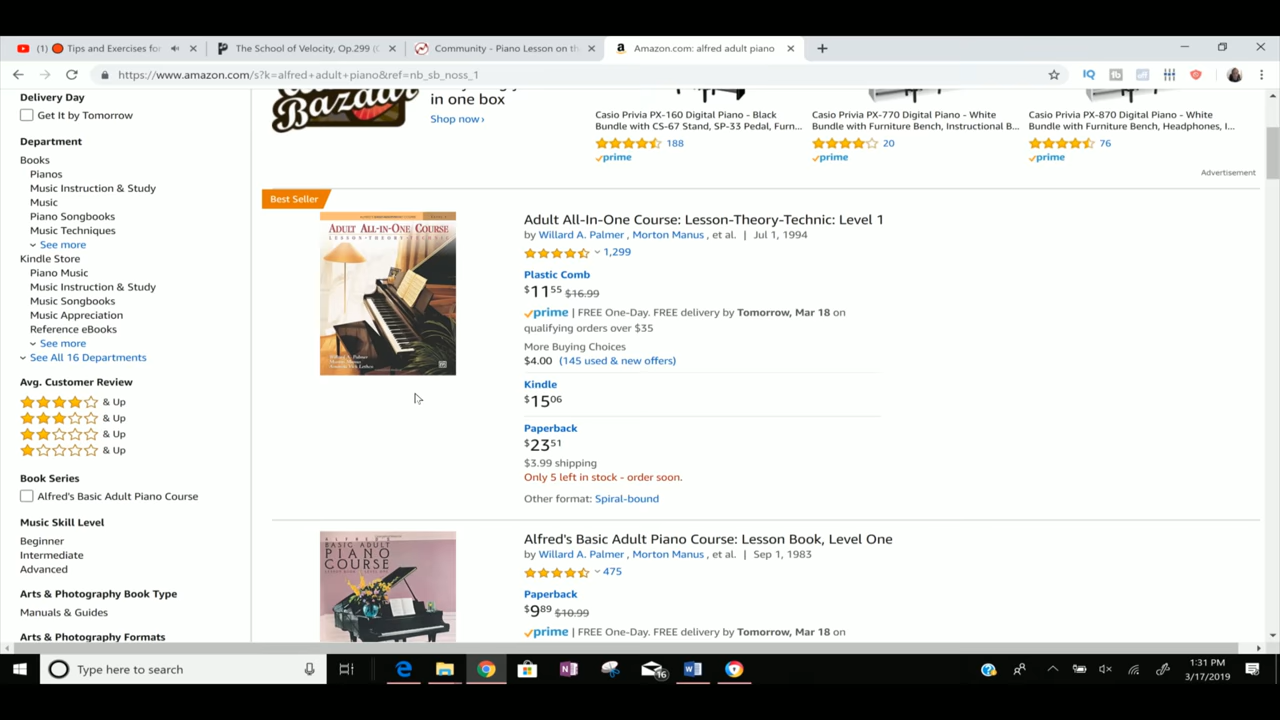 (1) Tips and Exercises for
The School of Velocity, Op.299 (
Community - Piano Lesson on th
Amazon.com: alfred adult piano
https://www.amazon.com/s?k=alfred+adult+piano&ref=nb_sb_noss_1
Delivery Day
Get It by Tomorrow
Department
Books
Pianos
Music Instruction & Study
Music
Piano Songbooks
Music Techniques
See more
Kindle Store
Piano Music
Music Instruction & Study
Music Songbooks
Music Appreciation
Reference eBooks
See more
See All 16 Departments
Avg. Customer Review
& Up
& Up
& Up
& Up
Book Series
Alfred's Basic Adult Piano Course
Music Skill Level
Beginner
Intermediate
Advanced
Arts & Photography Book Type
Manuals & Guides
Arts & Photography Formats
Bazaar
in one box
Shop now ›
Casio Privia PX-160 Digital Piano - Black
Bundle with CS-67 Stand, SP-33 Pedal, Furn...
188
prime
Casio Privia PX-770 Digital Piano - White
Bundle with Furniture Bench, Instructional B...
20
prime
Casio Privia PX-870 Digital Piano - White
Bundle with Furniture Bench, Headphones, I...
76
prime
Advertisement
Best Seller
ADULT ALL-IN-ONE COURSE
LESSON·THEORY·TECHNIC
Adult All-In-One Course: Lesson-Theory-Technic: Level 1
by Willard A. Palmer , Morton Manus , et al. | Jul 1, 1994
1,299
Plastic Comb
$11 55 $16.99
prime | FREE One-Day. FREE delivery by Tomorrow, Mar 18 on
qualifying orders over $35
More Buying Choices
$4.00 (145 used & new offers)
Kindle
$15 06
Paperback
$23 51
$3.99 shipping
Only 5 left in stock - order soon.
Other format: Spiral-bound
ALFRED'S
BASIC ADULT
PIANO
COURSE
LESSON BOOK · LEVEL ONE
Alfred's Basic Adult Piano Course: Lesson Book, Level One
by Willard A. Palmer , Morton Manus , et al. | Sep 1, 1983
475
Paperback
$9 89 $10.99
prime | FREE One-Day. FREE delivery by Tomorrow, Mar 18 on
Type here to search
16
1:31 PM
3/17/2019